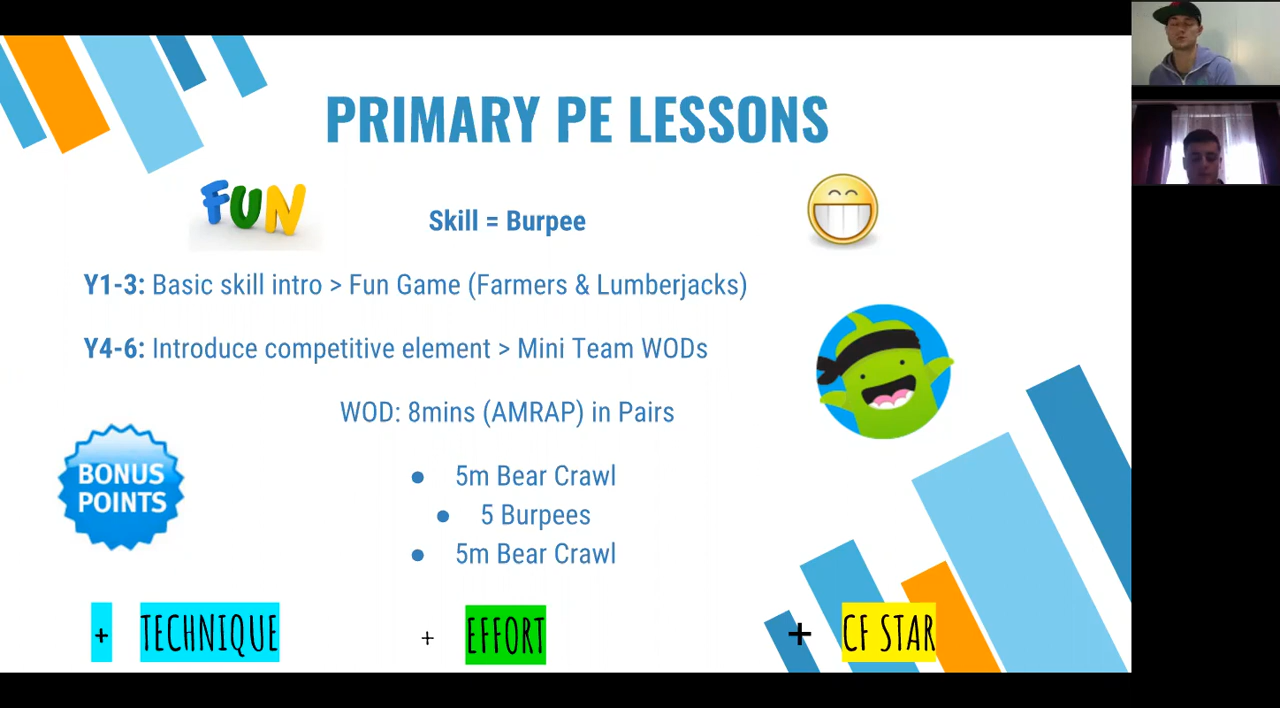 PRIMARY PE LESSONS
FUN
Skill = Burpee
Y1-3: Basic skill intro > Fun Game (Farmers & Lumberjacks)
Y4-6: Introduce competitive element > Mini Team WODs
WOD: 8mins (AMRAP) in Pairs
BONUS
POINTS
● 5m Bear Crawl
● 5 Burpees
● 5m Bear Crawl
+ TECHNIQUE + EFFORT + CF STAR